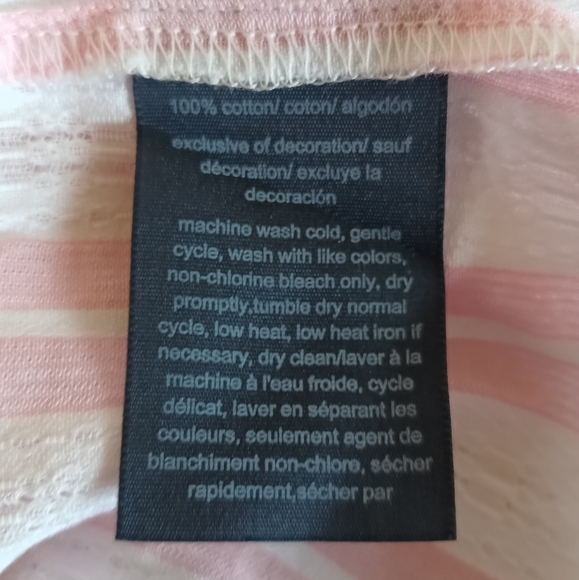 100% cotton/ coton/ algodón
exclusive of decoration/ sauf
décoration/ excluye la
decoración
machine wash cold, gentle
cycle, wash with like colors,
non-chlorine bleach only, dry
promptly,tumble dry normal
cycle, low heat, low heat iron if
necessary, dry clean/laver à la
machine à l'eau froide, cycle
délicat, laver en séparant les
couleurs, seulement agent de
blanchiment non-chlore, sécher
rapidement,sécher par